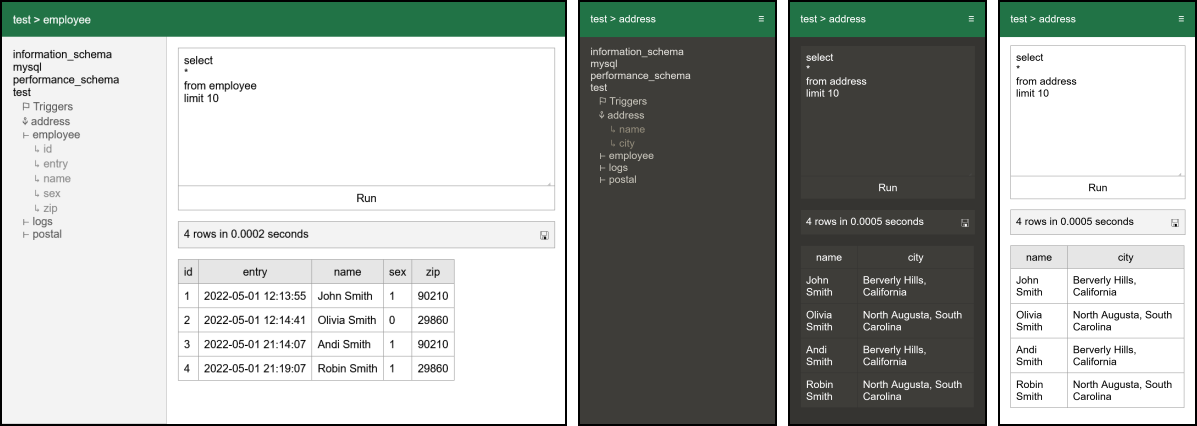 test > employee
information_schema
mysql
performance_schema
test
Triggers
address
employee
id
entry
name
sex
zip
logs
postal
select
*
from employee
limit 10
Run
4 rows in 0.0002 seconds
id entry name sex zip
1 2022-05-01 12:13:55 John Smith 1 90210
2 2022-05-01 12:14:41 Olivia Smith 0 29860
3 2022-05-01 21:14:07 Andi Smith 1 90210
4 2022-05-01 21:19:07 Robin Smith 1 29860
test > address
information_schema
mysql
performance_schema
test
Triggers
address
name
city
employee
logs
postal
test > address
select
*
from address
limit 10
Run
4 rows in 0.0005 seconds
name city
John Smith Berverly Hills, California
Olivia Smith North Augusta, South Carolina
Andi Smith Berverly Hills, California
Robin Smith North Augusta, South Carolina
test > address
select
*
from address
limit 10
Run
4 rows in 0.0005 seconds
name city
John Smith Berverly Hills, California
Olivia Smith North Augusta, South Carolina
Andi Smith Berverly Hills, California
Robin Smith North Augusta, South Carolina